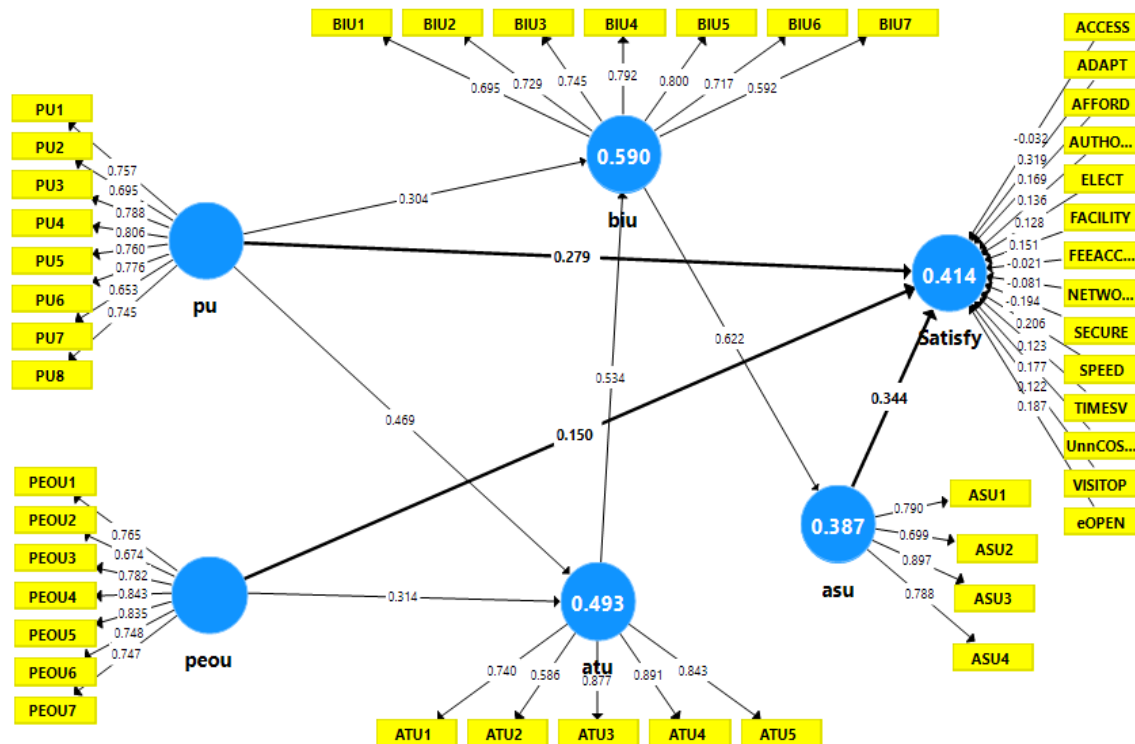 BIU1
BIU2
BIU3
BIU4
BIU5
BIU6
BIU7
0.695
0.729
0.745
0.792
0.800
0.717
0.592
0.590
biu
PU1
PU2
PU3
PU4
PU5
PU6
PU7
PU8
0.757
0.695
0.788
0.806
0.760
0.776
0.653
0.745
pu
0.304
0.279
0.469
0.534
0.622
0.150
0.344
0.314
ACCESS
ADAPT
AFFORD
AUTHO...
ELECT
FACILITY
FEEACC...
NETWO...
SECURE
SPEED
TIMESV
UnnCOS...
VISITOP
eOPEN
-0.032
0.319
0.169
0.136
0.128
0.151
-0.021
-0.081
-0.194
0.206
0.123
0.177
0.122
0.187
0.414
Satisfy
PEOU1
PEOU2
PEOU3
PEOU4
PEOU5
PEOU6
PEOU7
0.765
0.674
0.782
0.843
0.835
0.748
0.747
peou
0.493
atu
0.740
0.586
0.877
0.891
0.843
ATU1
ATU2
ATU3
ATU4
ATU5
0.387
asu
0.790
0.699
0.897
0.788
ASU1
ASU2
ASU3
ASU4